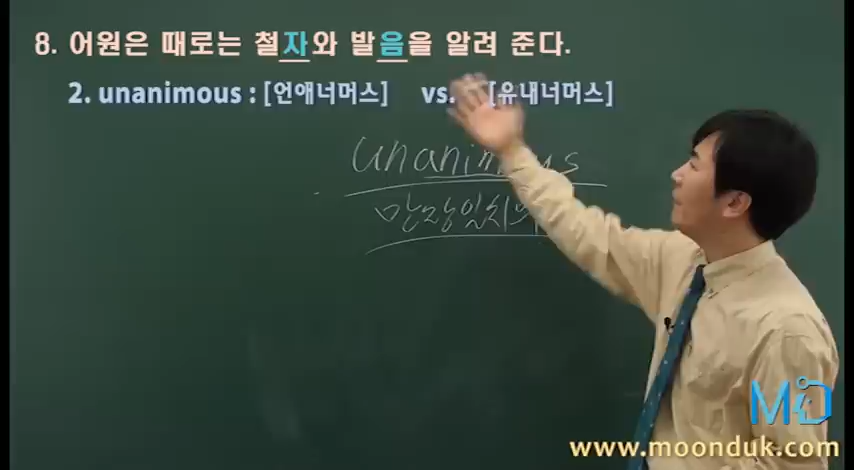 8. 어원은 때로는 철자와 발음을 알려 준다.
2. unanimous : [언애너머스] vs. [유내너머스]
unanimous
만장일치의
MD
www.moonduk.com